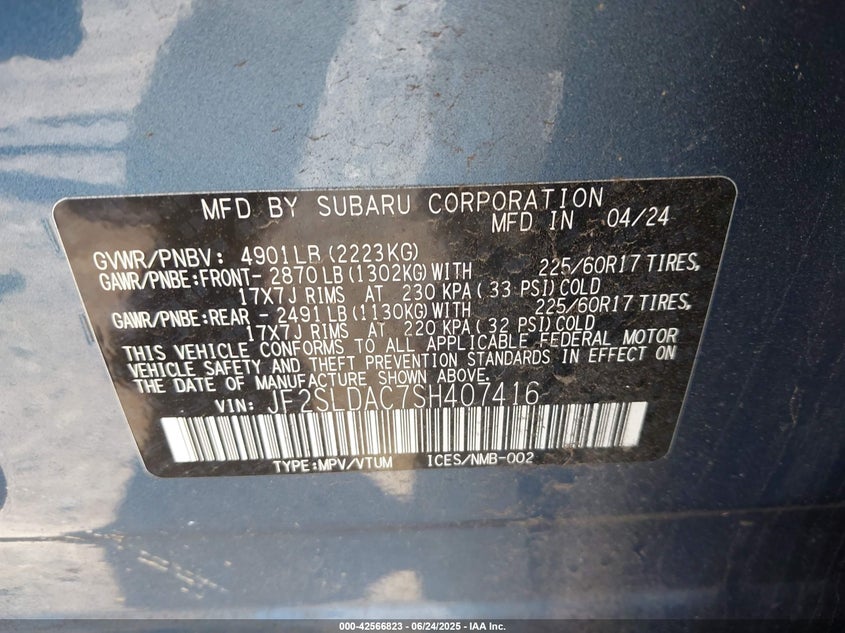 MFD BY SUBARU CORPORATION
MFD IN 04/24
GVWR/PNBV: 4901LB (2223KG)
GAWR/PNBE:FRONT- 2870LB (1302KG) WITH 225/60R17 TIRES,
17X7J RIMS AT 230 KPA( 33 PSI) COLD
GAWR/PNBE:REAR - 2491LB (1130KG) WITH 225/60R17 TIRES,
17X7J RIMS AT 220 KPA( 32 PSI) COLD
THIS VEHICLE CONFORMS TO ALL APPLICABLE FEDERAL MOTOR
VEHICLE SAFETY AND THEFT PREVENTION STANDARDS IN EFFECT ON
THE DATE OF MANUFACTURE SHOWN ABOVE.
VIN: JF2SLDAC7SH407416
TYPE:MPV/VTUM ICES/NMB-002
000-42566823 - 06/24/2025 - IAA Inc.